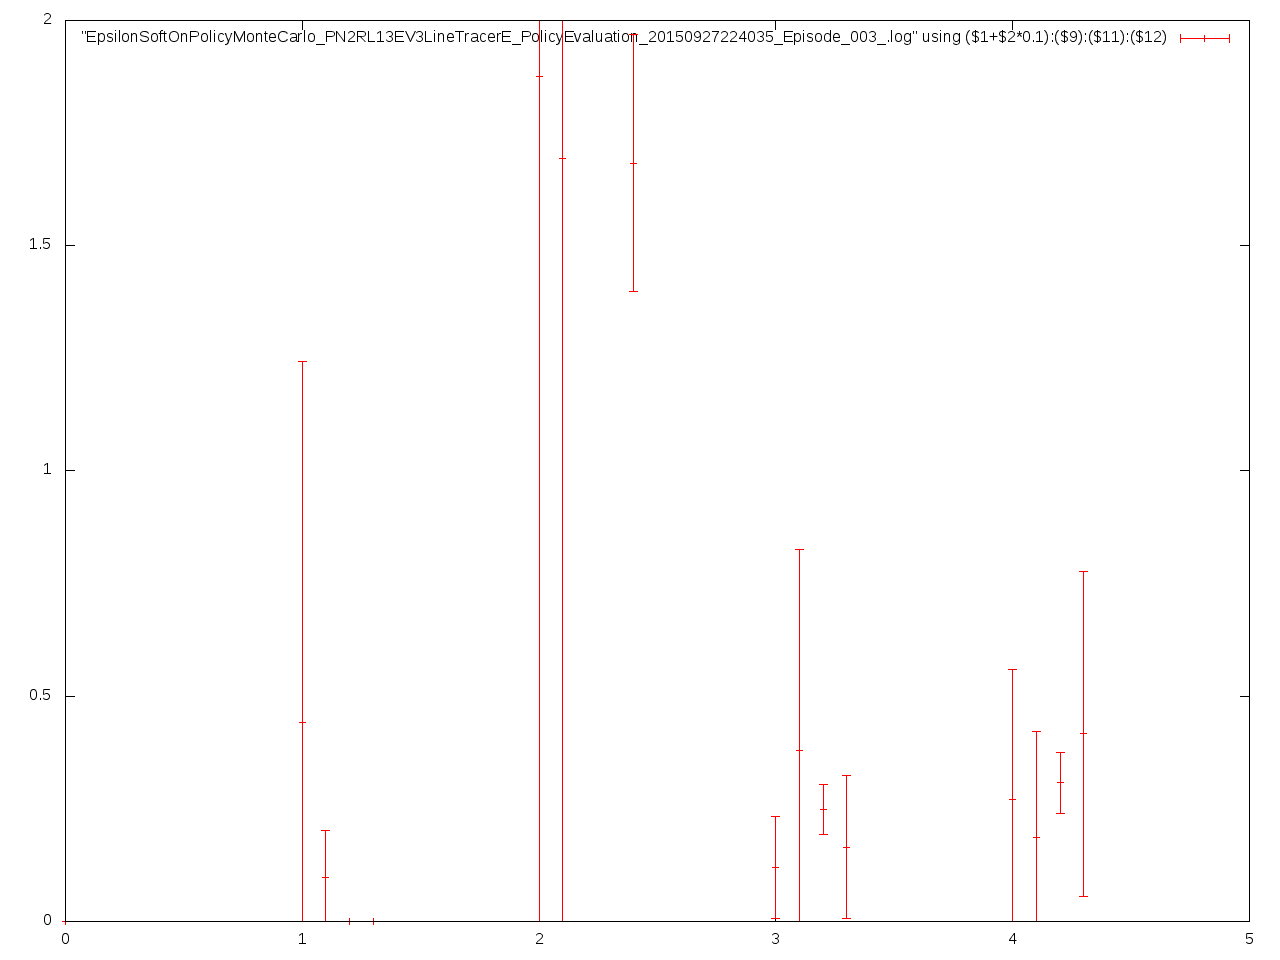 2
"EpsilonSoftOnPolicyMonteCarlo_PN2RL13EV3LineTracerE_PolicyEvaluation_20150927224035_Episode_003_.log" using ($1+$2*0.1):($9):($11):($12)
1.5
1
0.5
0
0 1 2 3 4 5